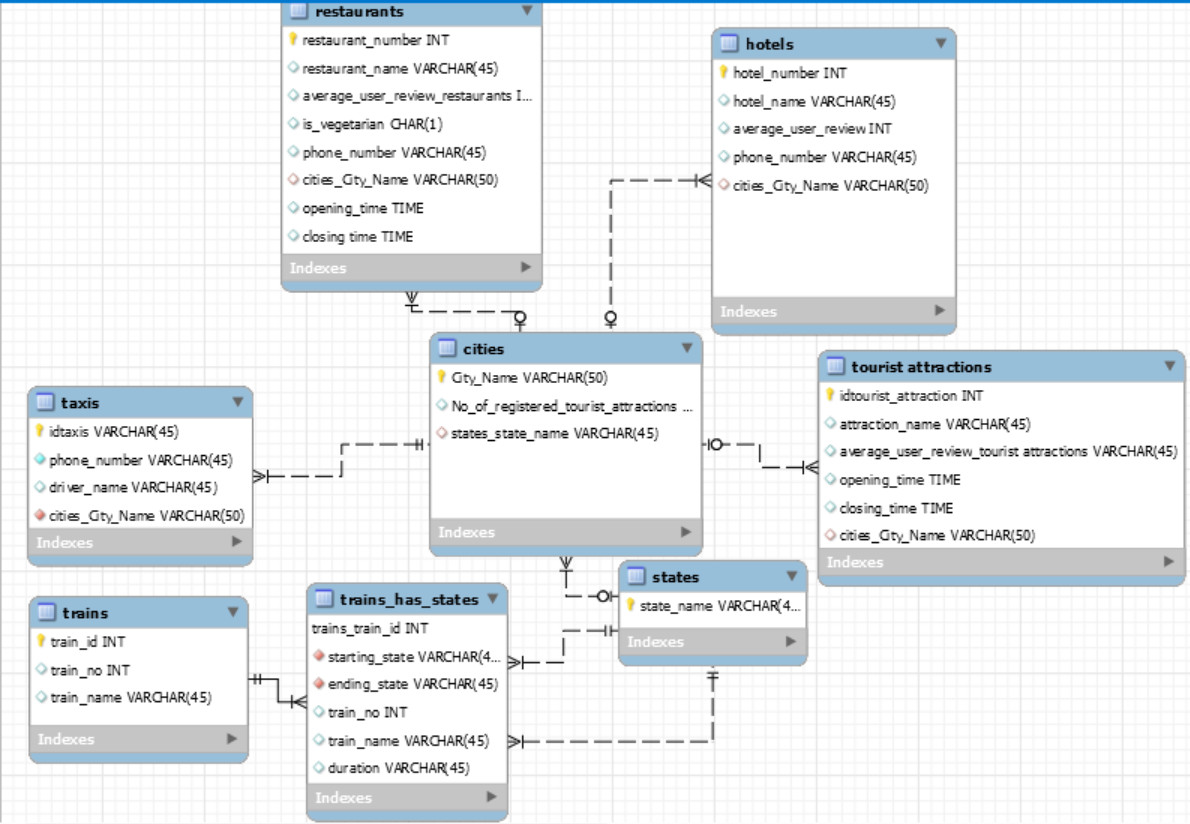 restaurants
restaurant_number INT
restaurant_name VARCHAR(45)
average_user_review_restaurants I...
is_vegetarian CHAR(1)
phone_number VARCHAR(45)
cities_City_Name VARCHAR(50)
opening_time TIME
closing time TIME
Indexes
hotels
hotel_number INT
hotel_name VARCHAR(45)
average_user_review INT
phone_number VARCHAR(45)
cities_City_Name VARCHAR(50)
Indexes
cities
City_Name VARCHAR(50)
No_of_registered_tourist_attractions ...
states_state_name VARCHAR(45)
Indexes
tourist attractions
idtourist_attraction INT
attraction_name VARCHAR(45)
average_user_review_tourist attractions VARCHAR(45)
opening_time TIME
closing_time TIME
cities_City_Name VARCHAR(50)
Indexes
taxis
idtaxis VARCHAR(45)
phone_number VARCHAR(45)
driver_name VARCHAR(45)
cities_City_Name VARCHAR(50)
Indexes
states
state_name VARCHAR(4...
Indexes
trains
train_id INT
train_no INT
train_name VARCHAR(45)
Indexes
trains_has_states
trains_train_id INT
starting_state VARCHAR(4...
ending_state VARCHAR(45)
train_no INT
train_name VARCHAR(45)
duration VARCHAR(45)
Indexes